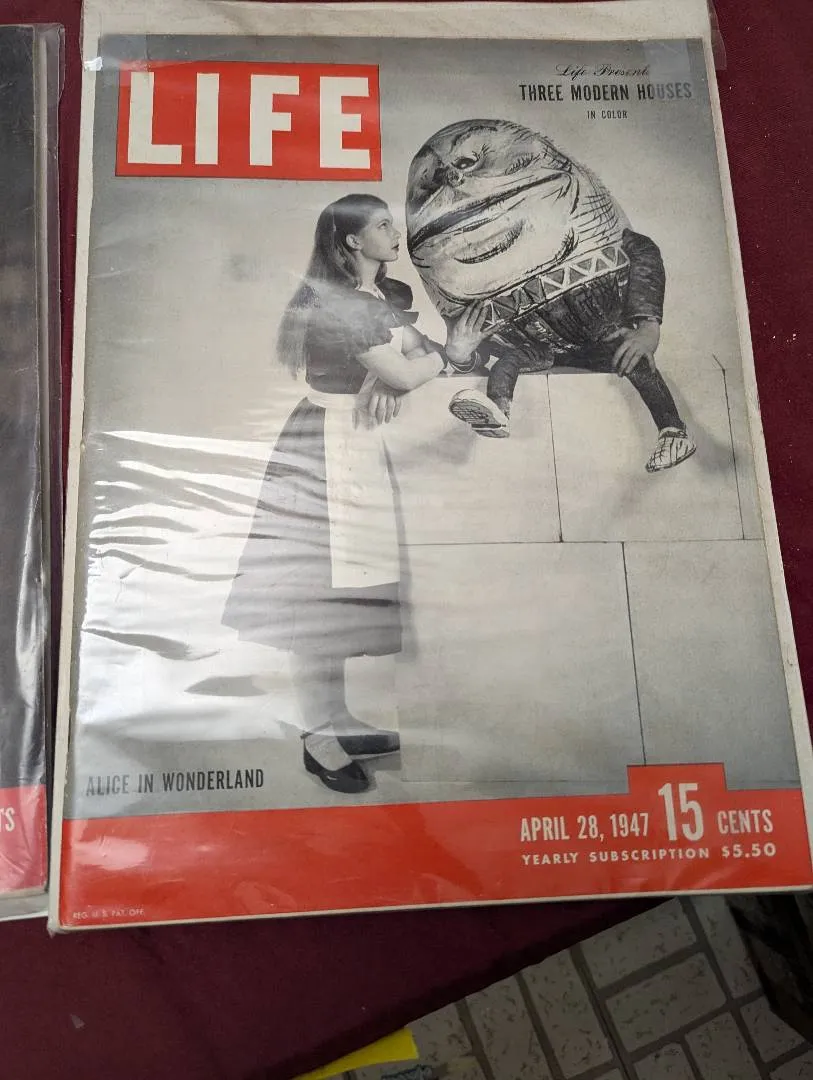 LIFE
Life Presents
THREE MODERN HOUSES
IN COLOR
ALICE IN WONDERLAND
APRIL 28, 1947 15 CENTS
YEARLY SUBSCRIPTION $5.50
REG. U. S. PAT. OFF.
TS